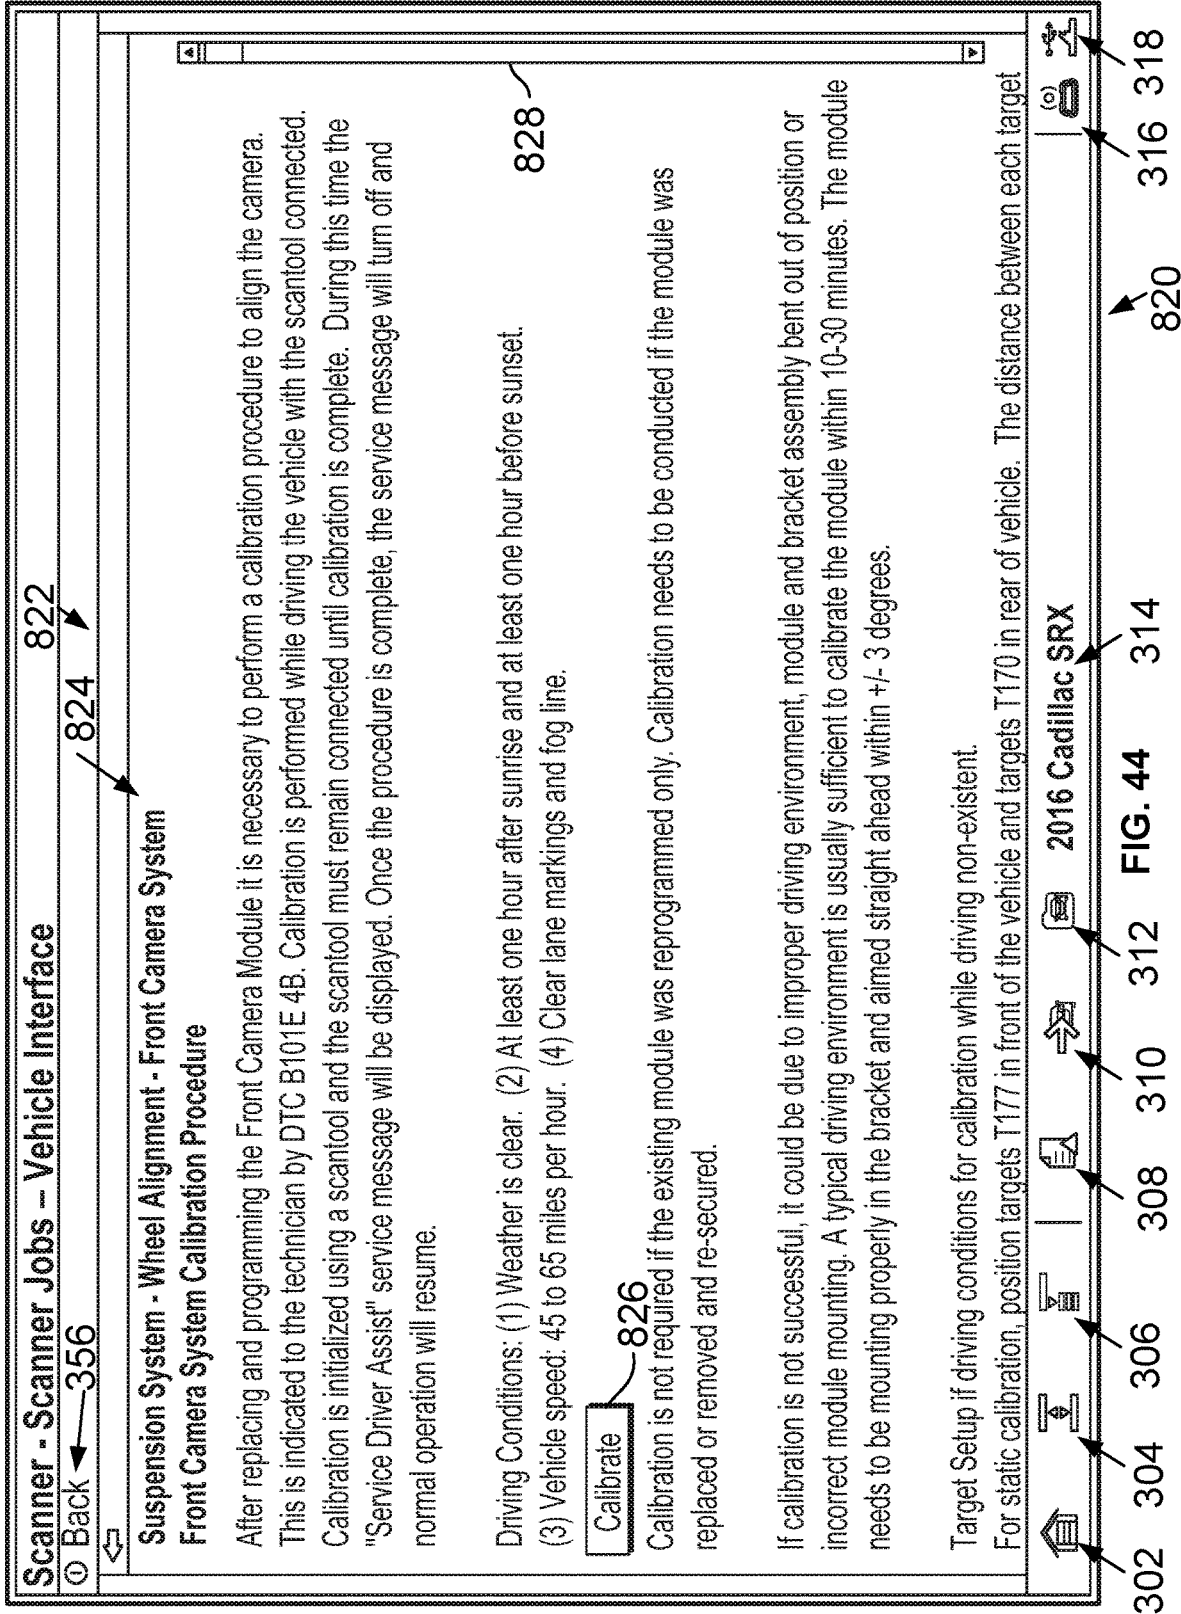 Scanner - Scanner Jobs – Vehicle Interface
822
Back
356
824
Suspension System - Wheel Alignment - Front Camera System
Front Camera System Calibration Procedure
After replacing and programming the Front Camera Module it is necessary to perform a calibration procedure to align the camera.
This is indicated to the technician by DTC B101E 4B. Calibration is performed while driving the vehicle with the scantool connected.
Calibration is initialized using a scantool and the scantool must remain connected until calibration is complete. During this time the
"Service Driver Assist" service message will be displayed. Once the procedure is complete, the service message will turn off and
normal operation will resume.
Driving Conditions: (1) Weather is clear. (2) At least one hour after sunrise and at least one hour before sunset.
(3) Vehicle speed: 45 to 65 miles per hour. (4) Clear lane markings and fog line.
828
Calibrate
826
Calibration is not required if the existing module was reprogrammed only. Calibration needs to be conducted if the module was
replaced or removed and re-secured.
If calibration is not successful, it could be due to improper driving environment, module and bracket assembly bent out of position or
incorrect module mounting. A typical driving environment is usually sufficient to calibrate the module within 10-30 minutes. The module
needs to be mounting properly in the bracket and aimed straight ahead within +/- 3 degrees.
Target Setup if driving conditions for calibration while driving non-existent.
For static calibration, position targets T177 in front of the vehicle and targets T170 in rear of vehicle. The distance between each target
2016 Cadillac SRX
302
304
306
308
310
312
314
316
318
820
FIG. 44